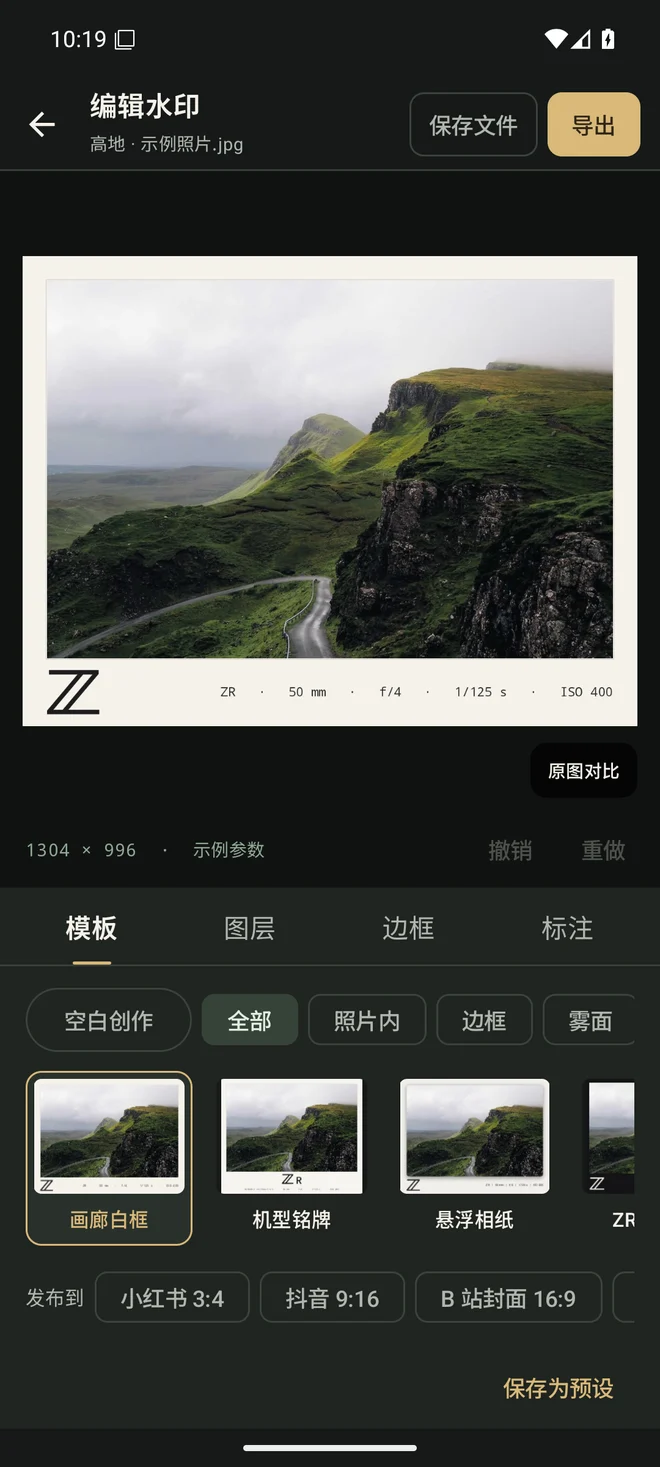 10:19
编辑水印
高地 · 示例照片.jpg
保存文件
导出
ZR · 50 mm · f/4 · 1/125 s · ISO 400
原图对比
1304 × 996 · 示例参数
撤销
重做
模板
图层
边框
标注
空白创作
全部
照片内
边框
雾面
画廊白框
机型铭牌
悬浮相纸
ZR
发布到
小红书 3:4
抖音 9:16
B 站封面 16:9
保存为预设